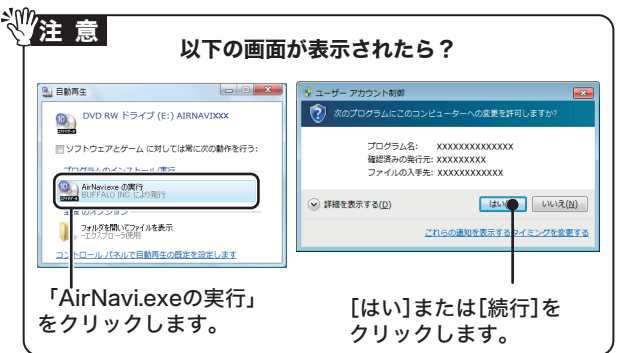 注 意
以下の画面が表示されたら？
自動再生
DVD RW ドライブ (E:) AIRNAVIXXX
ソフトウェアとゲーム に対しては常に次の動作を行う:
プログラムのインストール/実行
AirNavi.exe の実行
BUFFALO INC. により発行
全般 のオプション
フォルダを開いてファイルを表示
-エクスプローラ使用
コントロール パネルで自動再生の既定を設定します
「AirNavi.exeの実行」
をクリックします。
ユーザー アカウント制御
次のプログラムにこのコンピューターへの変更を許可しますか?
プログラム名: XXXXXXXXXXXXXX
確認済みの発行元: XXXXXXXXX
ファイルの入手先: XXXXXXXXXXXX
詳細を表示する(D)
はい
いいえ(N)
これらの通知を表示するタイミングを変更する
[はい]または[続行]を
クリックします。